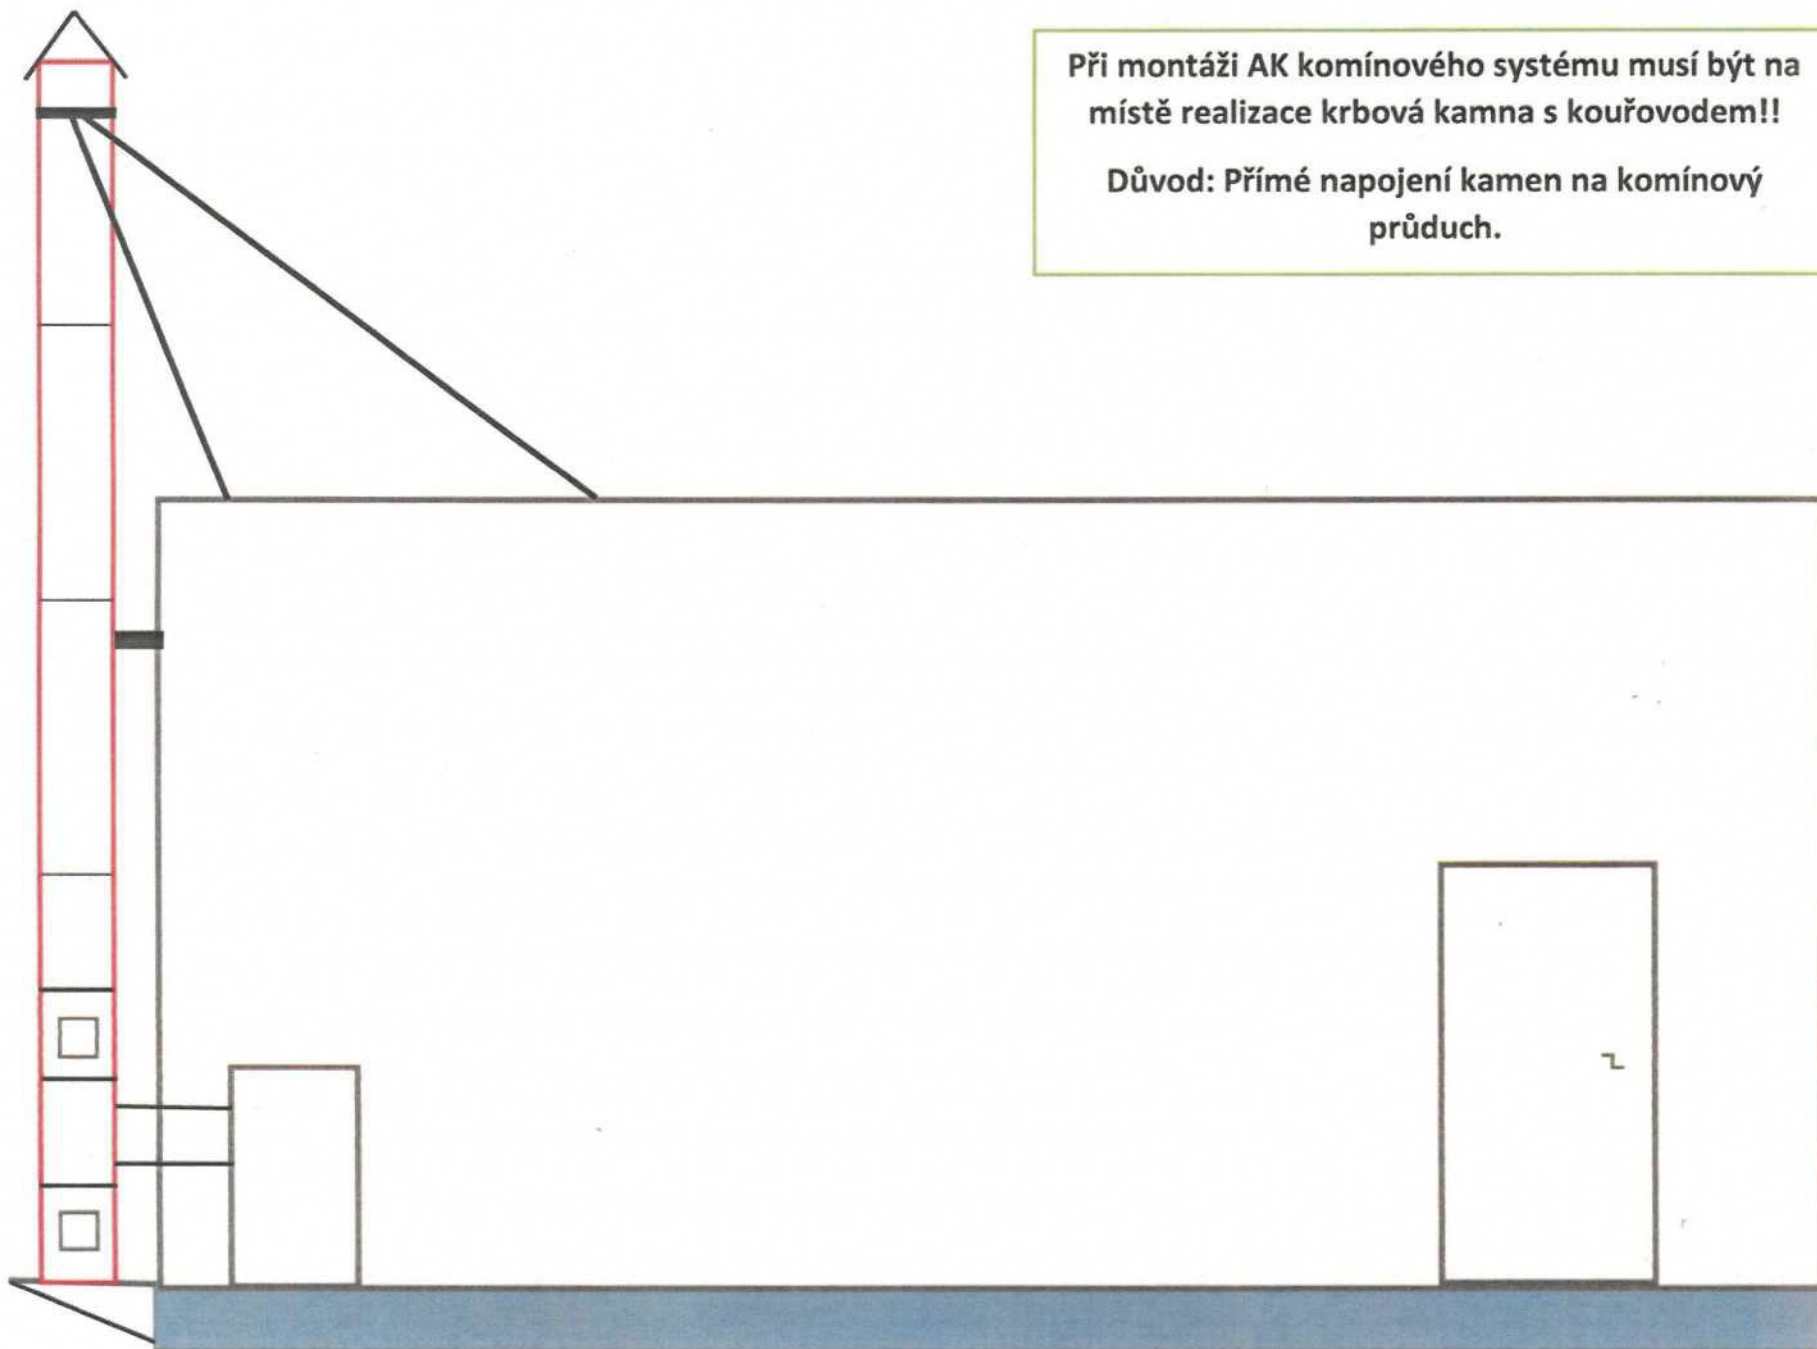 Při montáži AK komínového systému musí být na
místě realizace krbová kamna s kouřovodem!!
Důvod: Přímé napojení kamen na komínový
průduch.